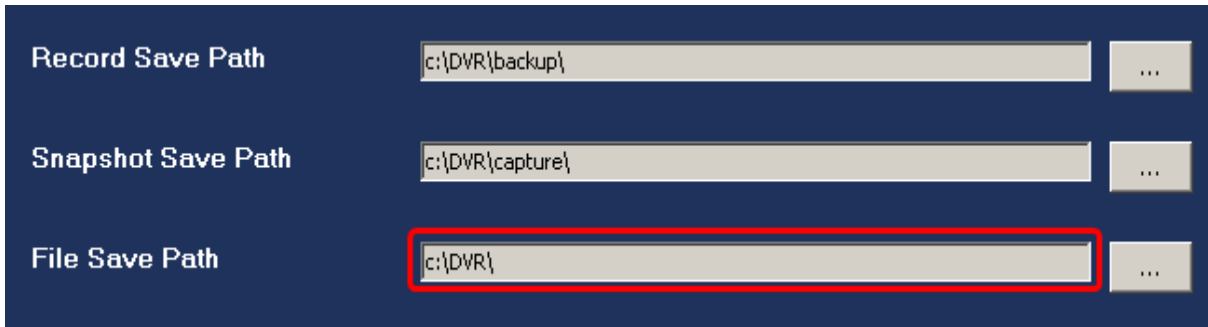 Record Save Path c:\DVR\backup\ ...
Snapshot Save Path c:\DVR\capture\ ...
File Save Path c:\DVR\ ...